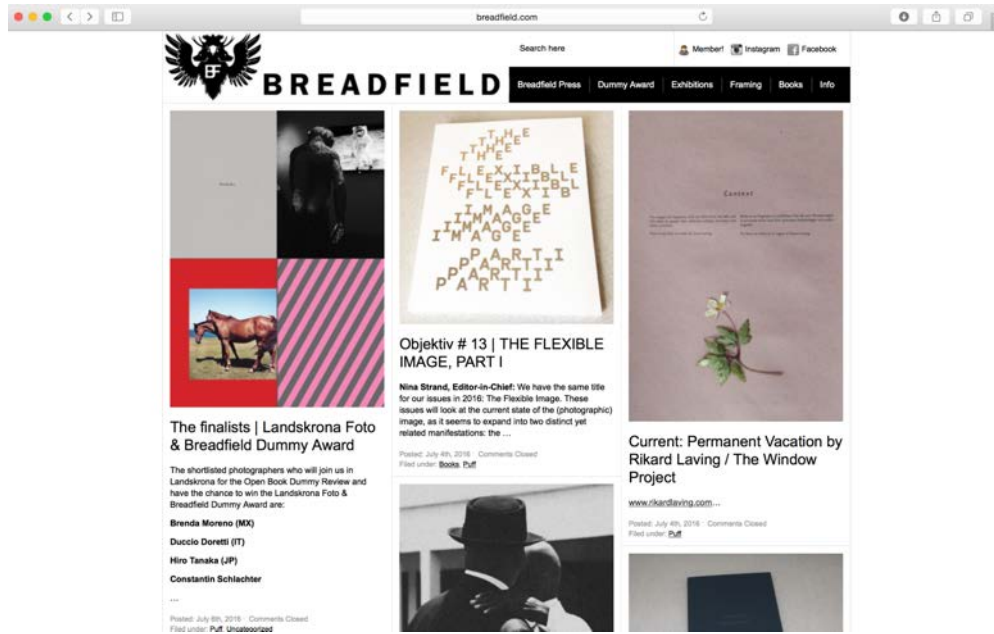 breadfield.com
Search here
Member!
Instagram
Facebook
BF
BREADFIELD
Breadfield Press
Dummy Award
Exhibitions
Framing
Books
Info
The finalists | Landskrona Foto
& Breadfield Dummy Award
The shortlisted photographers who will join us in
Landskrona for the Open Book Dummy Review and
have the chance to win the Landskrona Foto &
Breadfield Dummy Award are:
Brenda Moreno (MX)
Duccio Doretti (IT)
Hiro Tanaka (JP)
Constantin Schlachter
...
Posted: July 8th, 2016 · Comments Closed
Filed under: Puff, Uncategorized
THE
THE
THE
FLEXIBLE
FLEXIBL
FLEXIBL
FLEXIB
IMAGE
IMAGE
IMAGE
PARTI
PARTI
PARTI
Objektiv # 13 | THE FLEXIBLE
IMAGE, PART I
Nina Strand, Editor-in-Chief: We have the same title
for our issues in 2016: The Flexible Image. These
issues will look at the current state of the (photographic)
image, as it seems to expand into two distinct yet
related manifestations: the ...
Posted: July 4th, 2016 · Comments Closed
Filed under: Books, Puff
Context
Current: Permanent Vacation by
Rikard Laving / The Window
Project
www.rikardlaving.com...
Posted: July 4th, 2016 · Comments Closed
Filed under: Puff